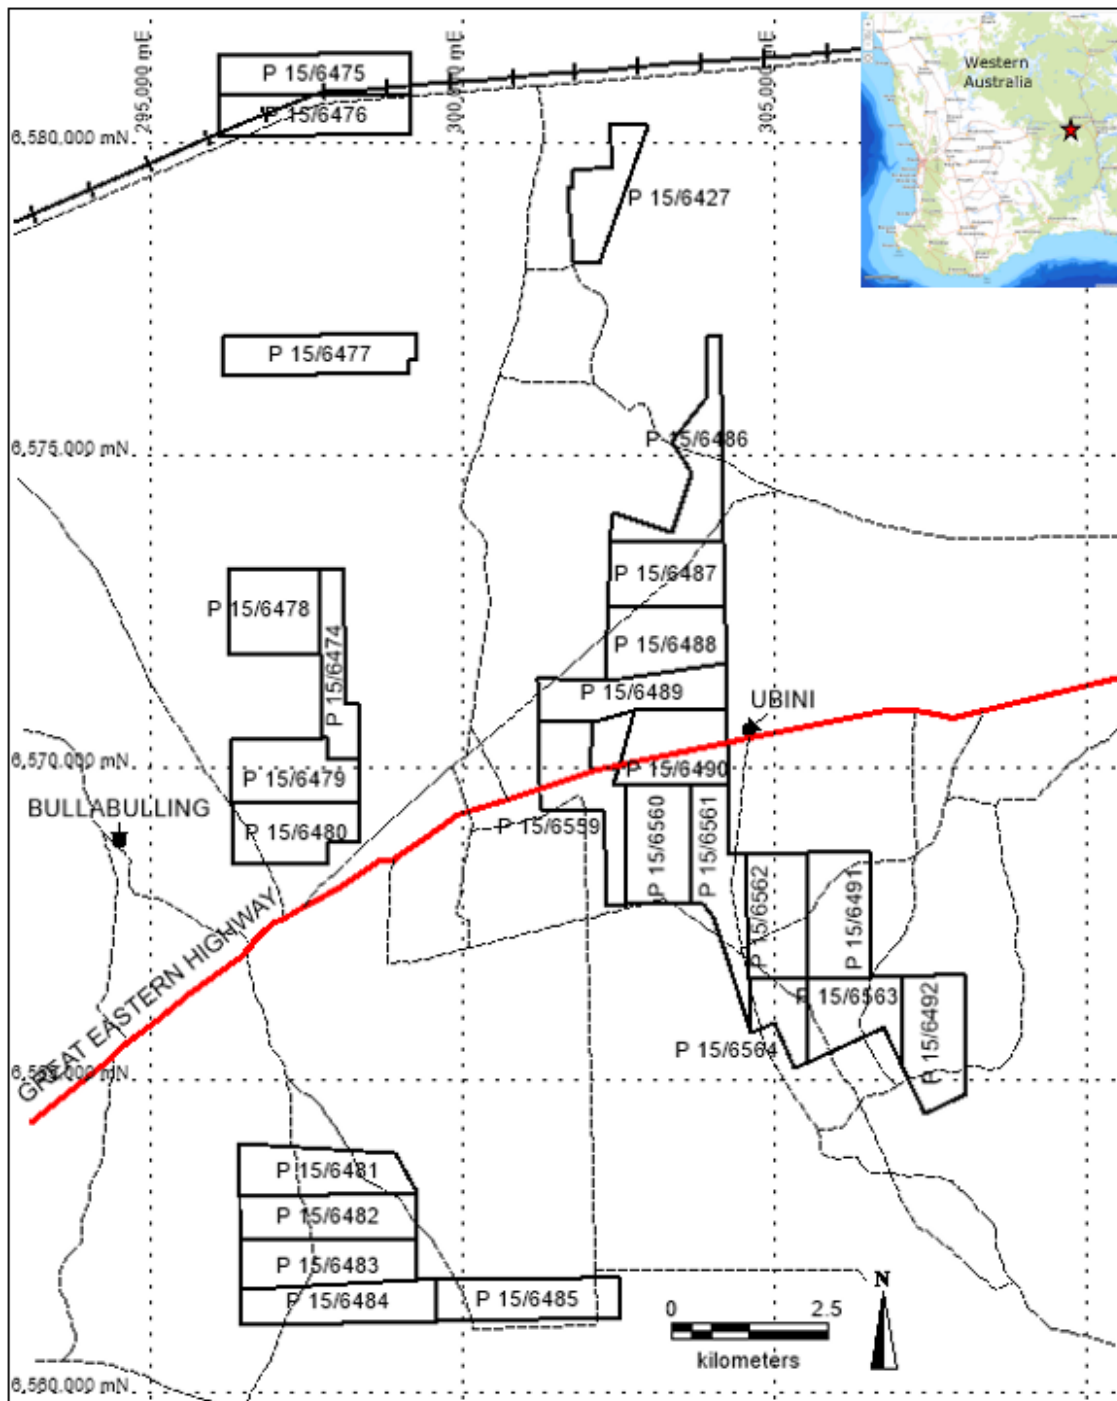 295,000 mE
300,000 mE
305,000 mE
Western
Australia
P 15/6475
P 15/6476
6,580,000 mN
P 15/6427
P 15/6477
P 15/6486
6,575,000 mN
P 15/6487
P 15/6478
P 15/6474
P 15/6488
P 15/6489
UBINI
6,570,000 mN
P 15/6479
P 15/6490
BULLABULLING
P 15/6480
P 15/6559
P 15/6560
P 15/6561
P 15/6562
P 15/6491
GREAT EASTERN HIGHWAY
P 15/6563
P 15/6492
P 15/6564
6,565,000 mN
P 15/6481
P 15/6482
P 15/6483
P 15/6484
P 15/6485
N
0 2.5
kilometers
6,560,000 mN